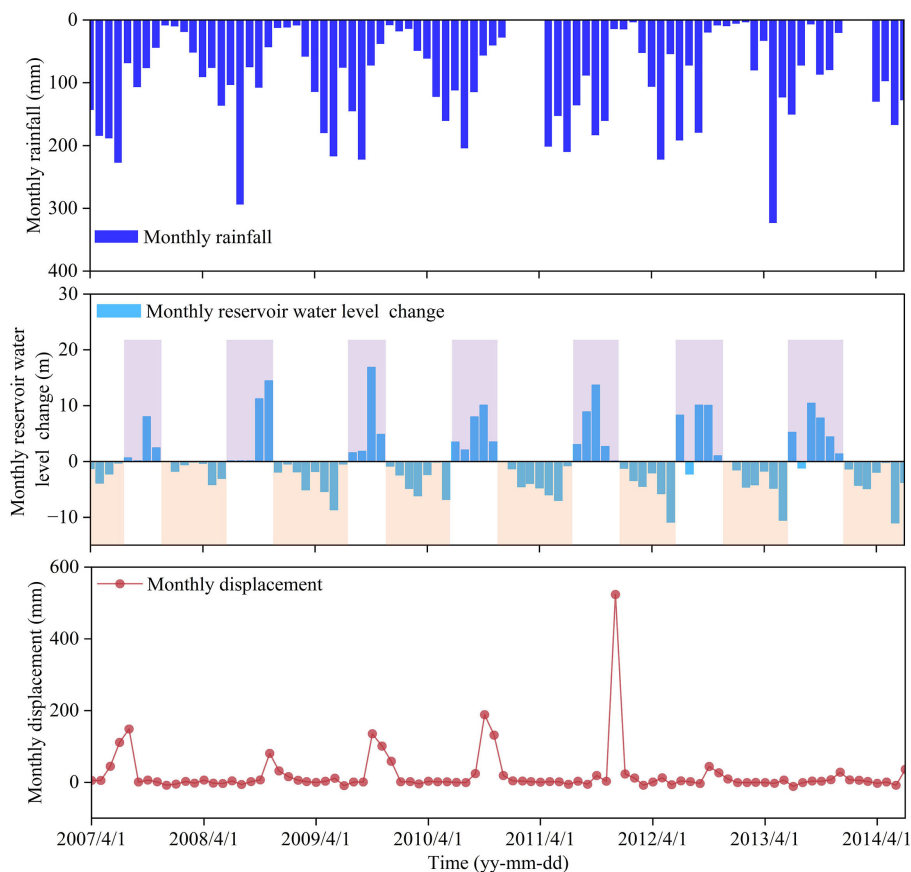 0
100
200
300
400
Monthly rainfall (mm)
Monthly rainfall
30
20
10
0
−10
Monthly reservoir water
level change (m)
Monthly reservoir water level change
600
400
200
0
Monthly displacement (mm)
Monthly displacement
2007/4/1 2008/4/1 2009/4/1 2010/4/1 2011/4/1 2012/4/1 2013/4/1 2014/4/1
Time (yy-mm-dd)